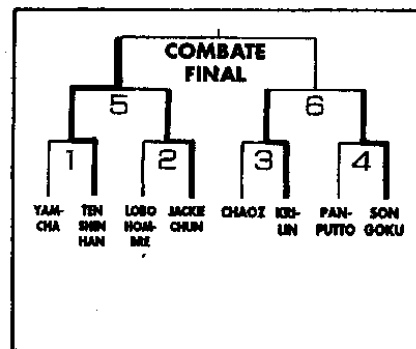 COMBATE
FINAL
5
6
1
2
3
4
YAM-
CHA
TEN
SHIN
HAN
LOBO
HOM-
BRE
JACKIE
CHUN
CHAOZ
KRI-
LIN
PAN-
PUTTO
SON
GOKU